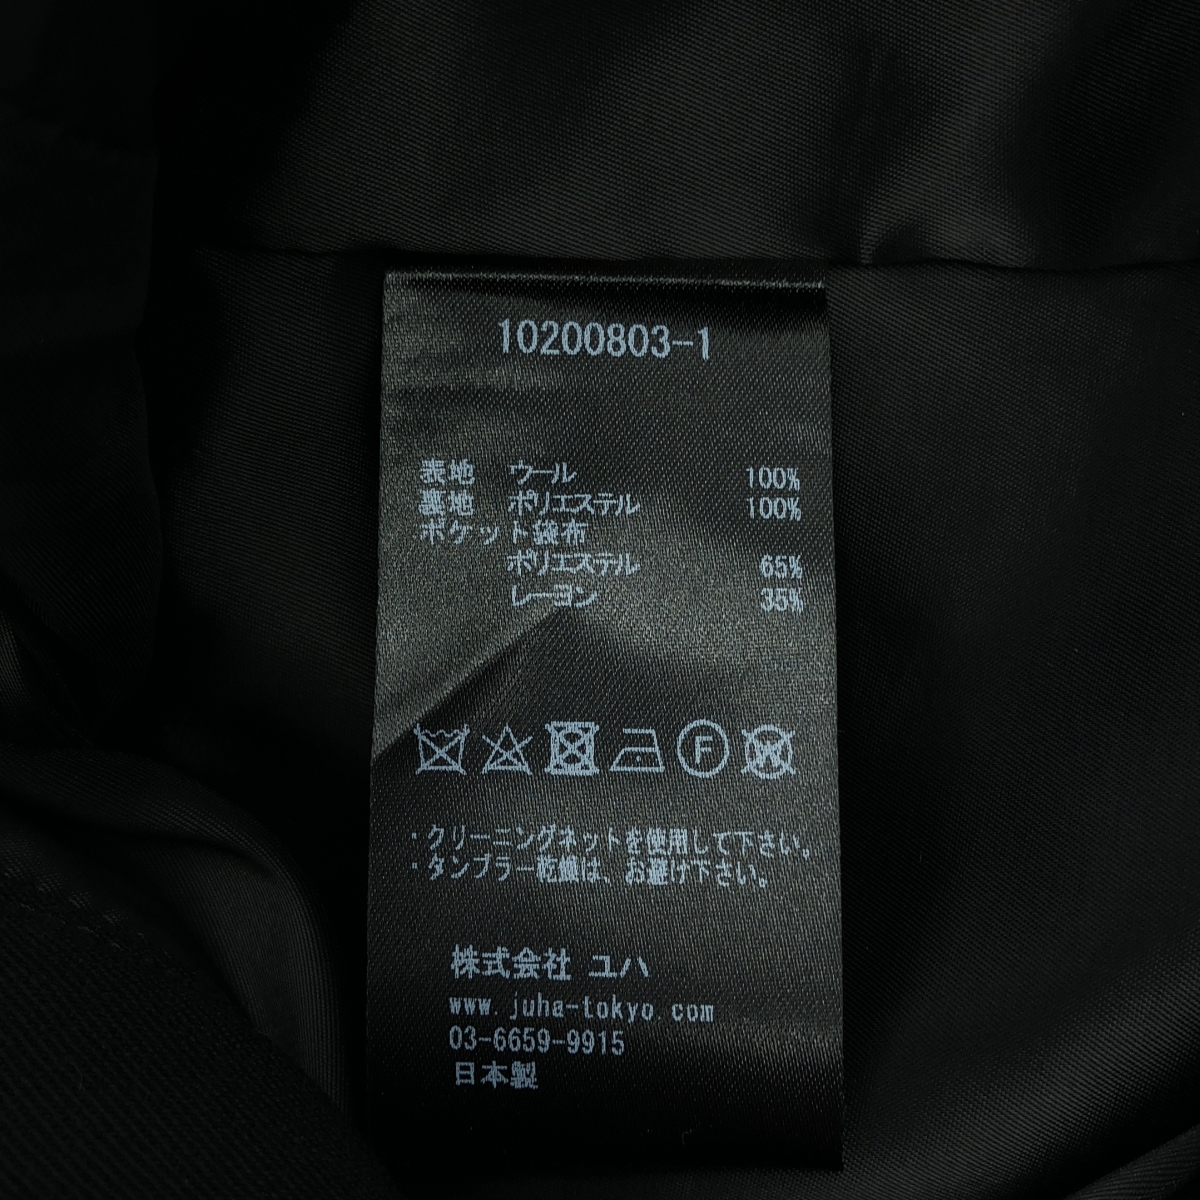 10200803-1
表地 ウール 100%
裏地 ポリエステル 100%
ポケット袋布
ポリエステル 65%
レーヨン 35%
F W
・クリーニングネットを使用して下さい。
・タンブラー乾燥は、お避け下さい。
株式会社 ユハ
www.juha-tokyo.com
03-6659-9915
日本製